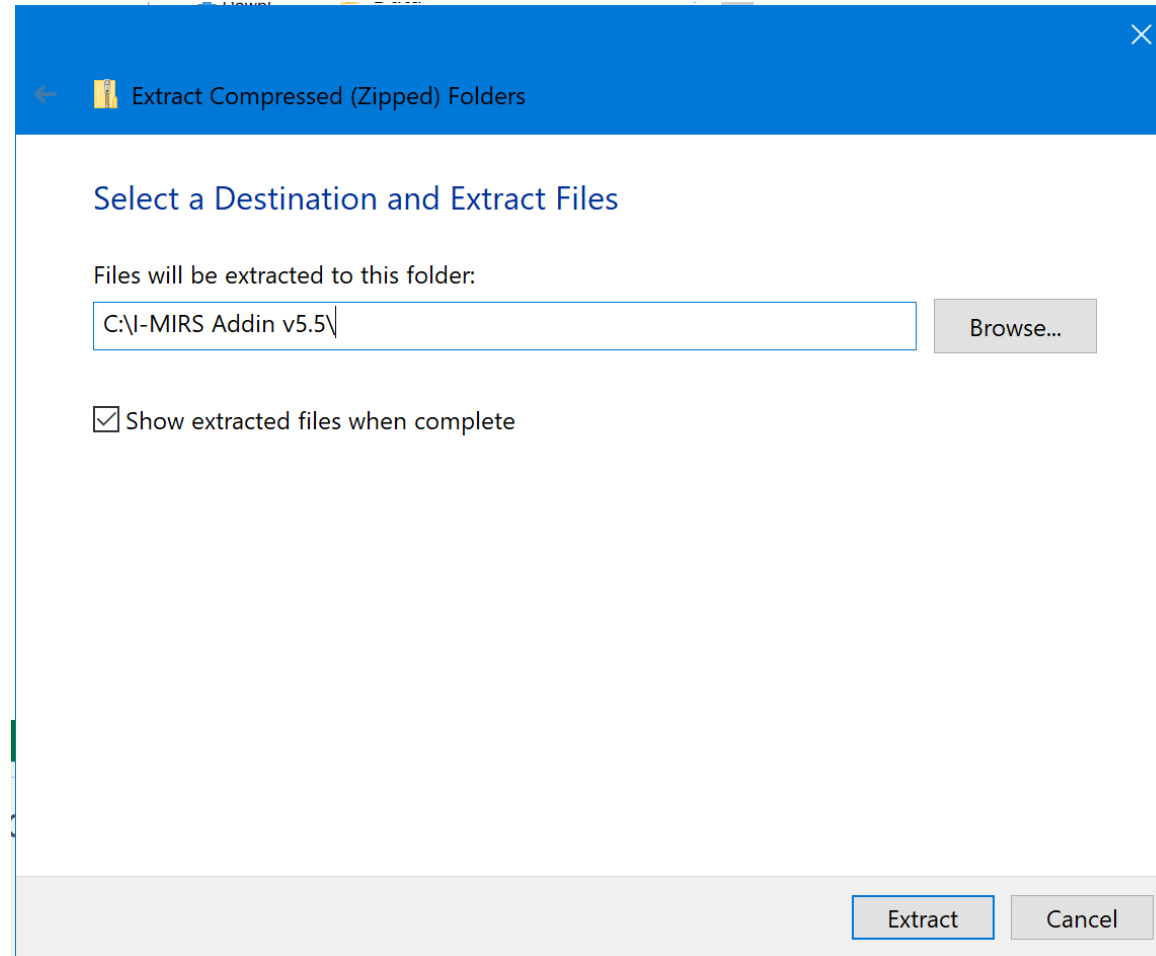 Extract Compressed (Zipped) Folders
Select a Destination and Extract Files
Files will be extracted to this folder:
C:\I-MIRS Addin v5.5\
Browse...
Show extracted files when complete
Extract
Cancel